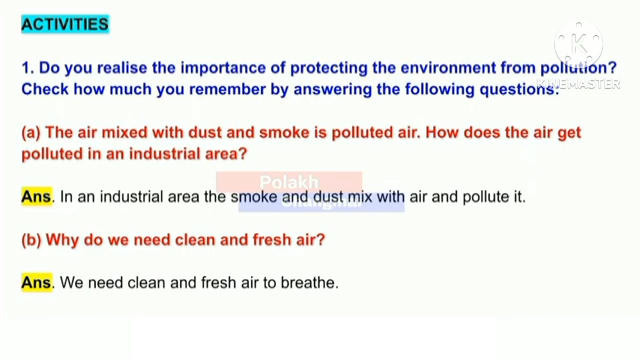 ACTIVITIES
1. Do you realise the importance of protecting the environment from pollution?
Check how much you remember by answering the following questions:
KINEMASTER
(a) The air mixed with dust and smoke is polluted air. How does the air get
polluted in an industrial area?
Polakh
Ans. In an industrial area the smoke and dust mix with air and pollute it.
Changmai
(b) Why do we need clean and fresh air?
Ans. We need clean and fresh air to breathe.